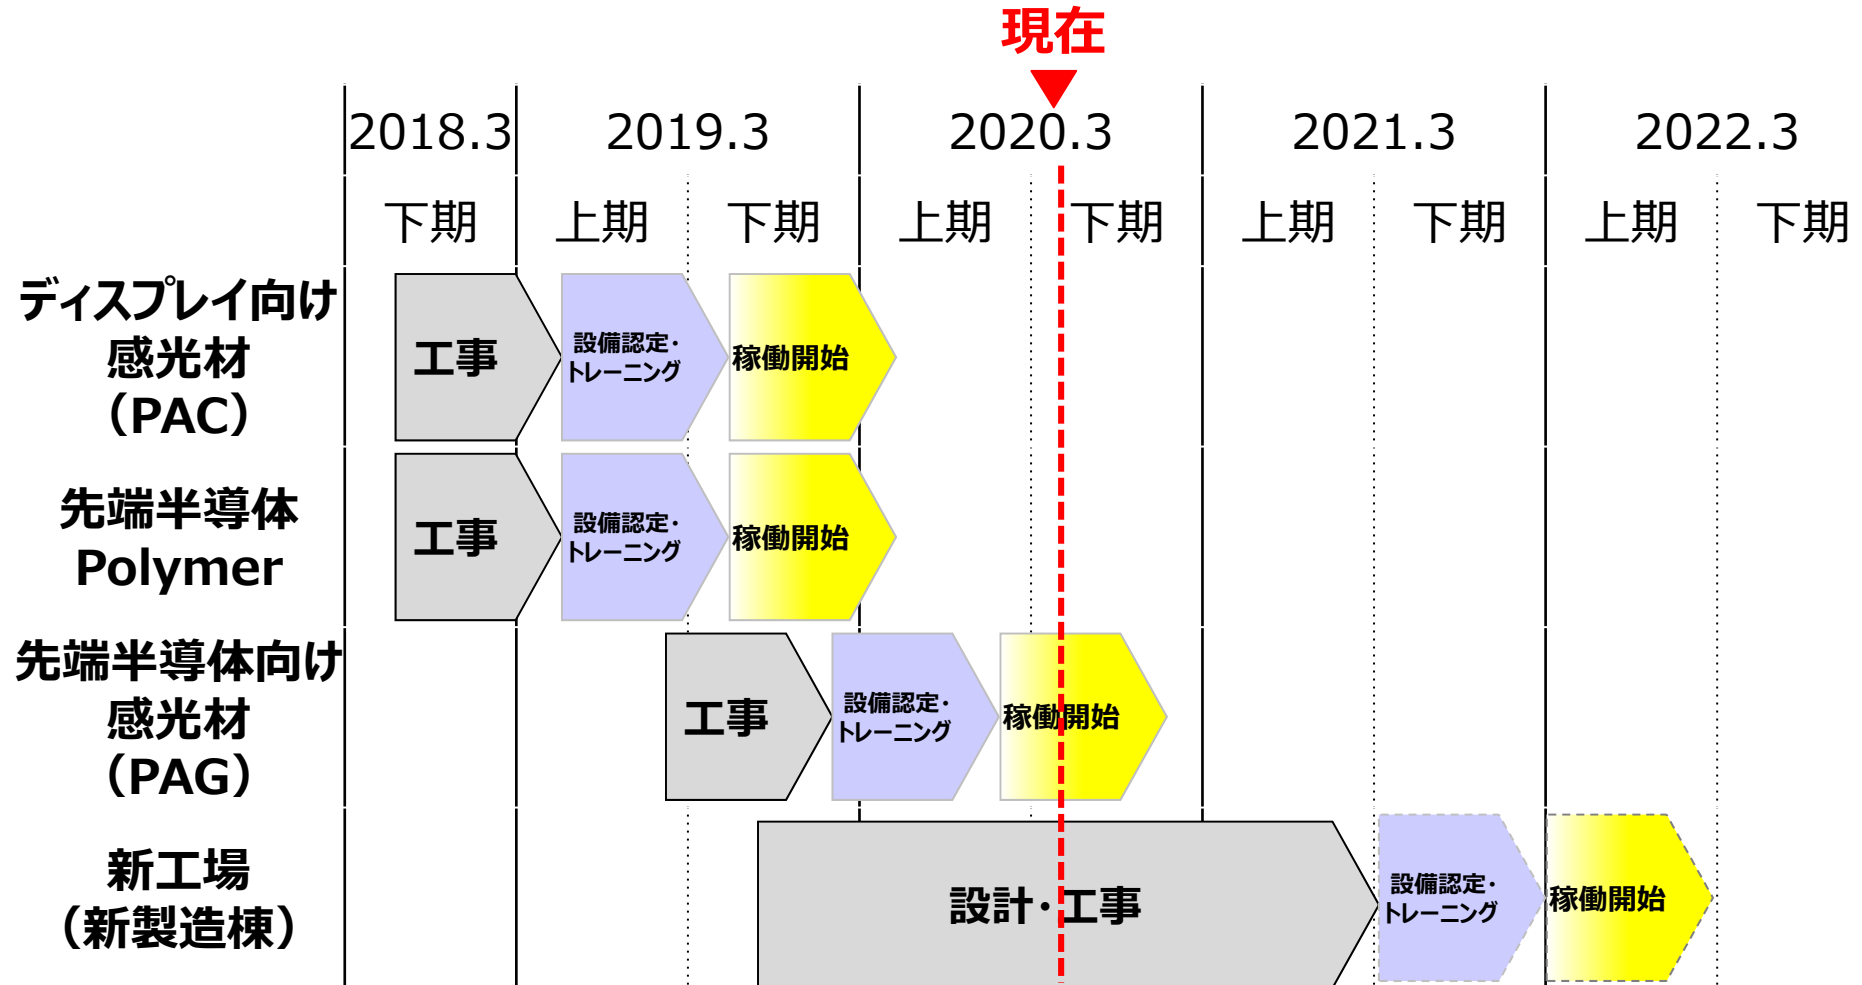 現在
2018.3 2019.3 2020.3 2021.3 2022.3
下期 上期 下期 上期 下期 上期 下期 上期 下期
ディスプレイ向け
感光材
（PAC）
工事
設備認定・
トレーニング
稼働開始
先端半導体
Polymer
工事
設備認定・
トレーニング
稼働開始
先端半導体向け
感光材
（PAG）
工事
設備認定・
トレーニング
稼働開始
新工場
（新製造棟）
設計・工事
設備認定・
トレーニング
稼働開始